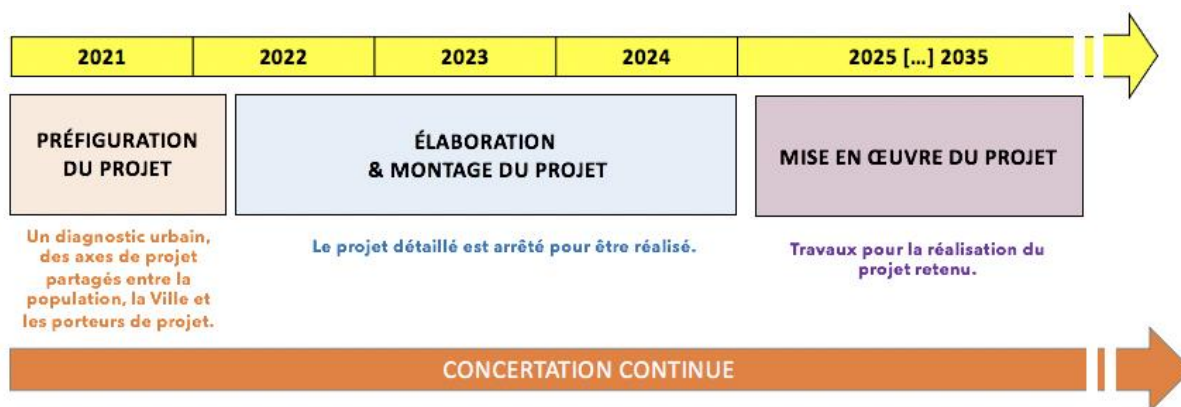 2021 2022 2023 2024 2025 [...] 2035
PRÉFIGURATION
DU PROJET
ÉLABORATION
& MONTAGE DU PROJET
MISE EN ŒUVRE DU PROJET
Un diagnostic urbain,
des axes de projet
partagés entre la
population, la Ville et
les porteurs de projet.
Le projet détaillé est arrêté pour être réalisé.
Travaux pour la réalisation du
projet retenu.
CONCERTATION CONTINUE